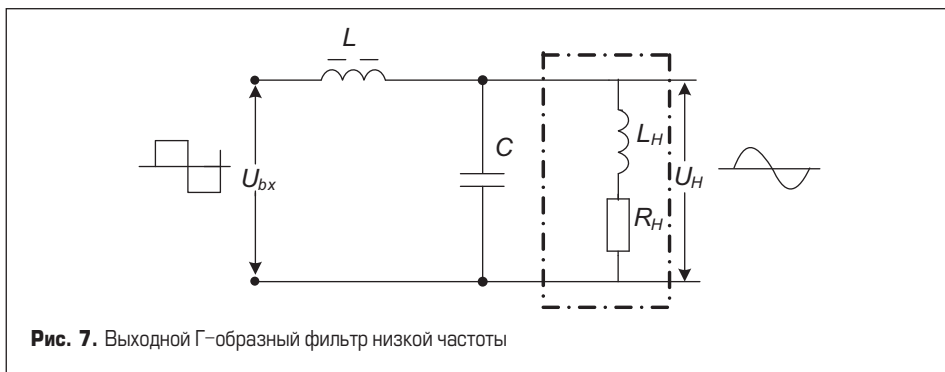 L
C
L_H
U_bx
U_H
R_H
Рис. 7. Выходной Г-образный фильтр низкой частоты